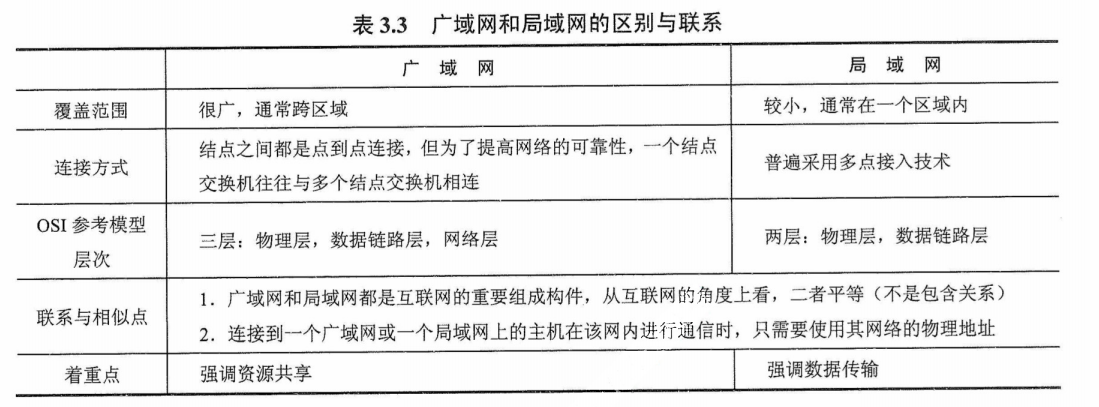 表 3.3 广域网和局域网的区别与联系
广 域 网
局 域 网
覆盖范围
很广，通常跨区域
较小，通常在一个区域内
连接方式
结点之间都是点到点连接，但为了提高网络的可靠性，一个结点
交换机往往与多个结点交换机相连
普遍采用多点接入技术
OSI 参考模型
层次
三层：物理层，数据链路层，网络层
两层：物理层，数据链路层
联系与相似点
1．广域网和局域网都是互联网的重要组成构件，从互联网的角度上看，二者平等（不是包含关系）
2．连接到一个广域网或一个局域网上的主机在该网内进行通信时，只需要使用其网络的物理地址
着重点
强调资源共享
强调数据传输